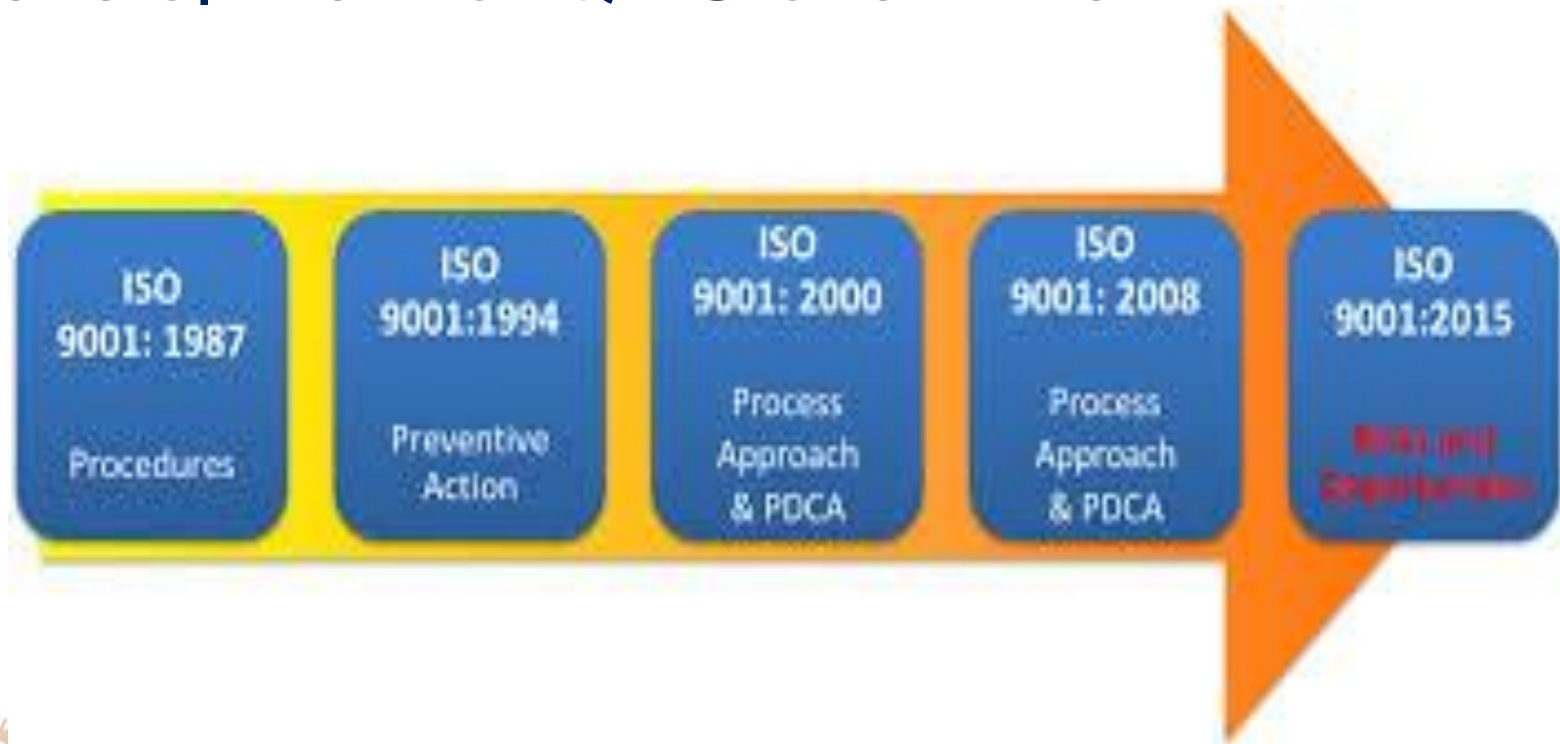 ISO
9001: 1987
Procedures
ISO
9001:1994
Preventive
Action
ISO
9001: 2000
Process
Approach
& PDCA
ISO
9001: 2008
Process
Approach
& PDCA
ISO
9001:2015
and